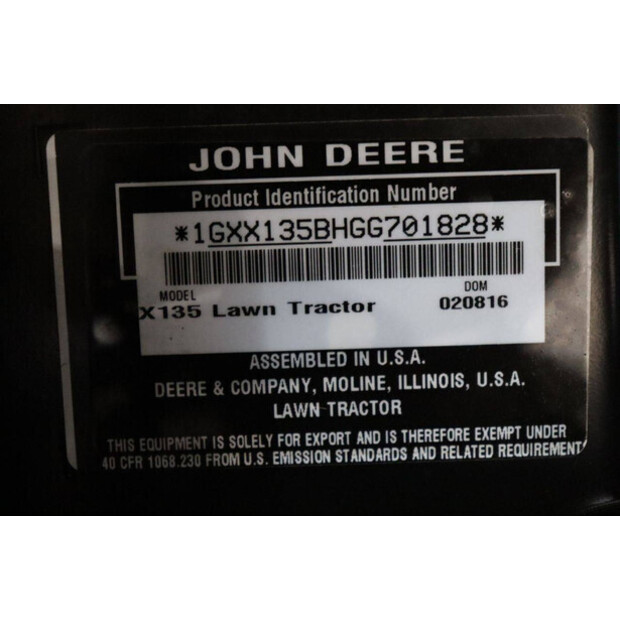 JOHN DEERE
Product Identification Number
*1GXX135BHGG701828*
MODEL DOM
X135 Lawn Tractor 020816
ASSEMBLED IN U.S.A.
DEERE & COMPANY, MOLINE, ILLINOIS, U.S.A.
LAWN TRACTOR
THIS EQUIPMENT IS SOLELY FOR EXPORT AND IS THEREFORE EXEMPT UNDER
40 CFR 1068.230 FROM U.S. EMISSION STANDARDS AND RELATED REQUIREMENT